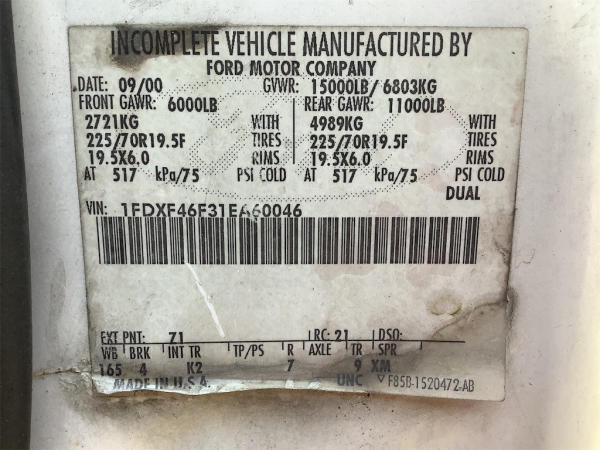 INCOMPLETE VEHICLE MANUFACTURED BY
FORD MOTOR COMPANY
DATE: 09/00 GVWR: 15000LB/ 6803KG
FRONT GAWR: 6000LB REAR GAWR: 11000LB
2721KG WITH 4989KG WITH
225/70R19.5F TIRES 225/70R19.5F TIRES
19.5X6.0 RIMS 19.5X6.0 RIMS
AT 517 kPa/75 PSI COLD AT 517 kPa/75 PSI COLD
DUAL
VIN: 1FDXF46F31EA60046
EXT PNT: Z1 RC: 21 DSO:
WB BRK INT TR TP/PS R AXLE TR SPR
165 4 K2 7 9 XM
MADE IN U.S.A. UNC F85B-1520472-AB